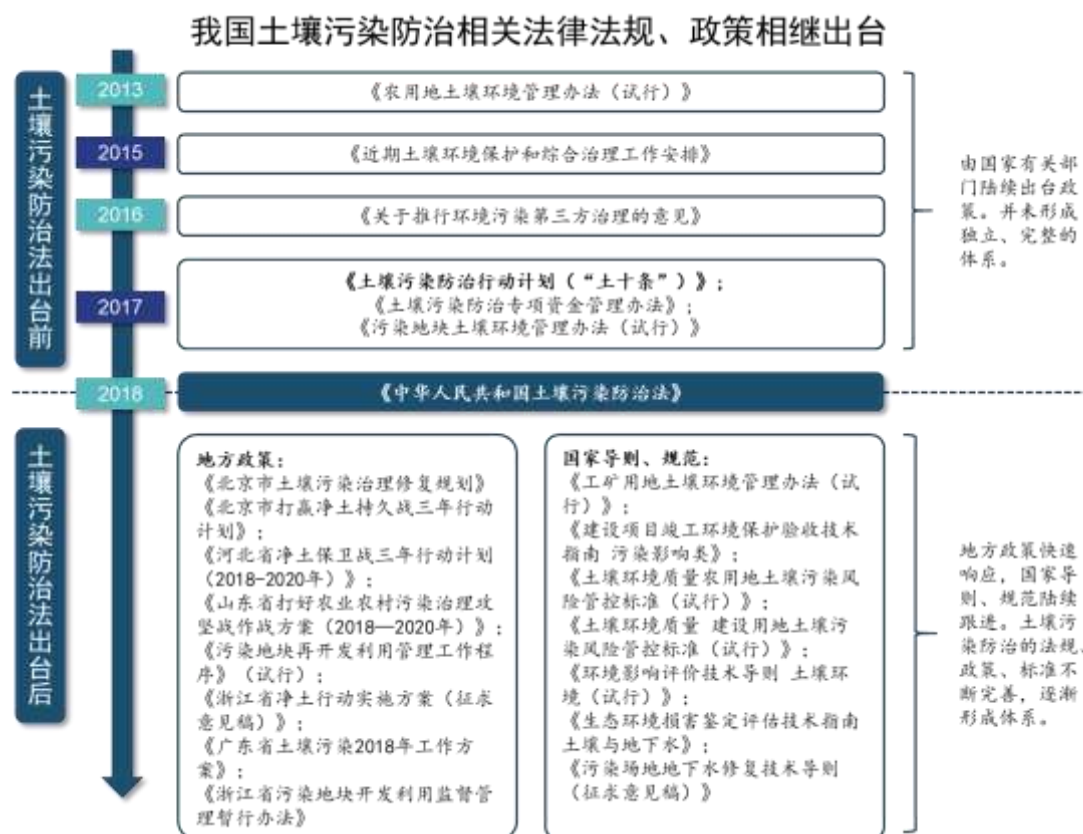 我国土壤污染防治相关法律法规、政策相继出台
土壤污染防治法出台前
2013
《农用地土壤环境管理办法（试行）》
2015
《近期土壤环境保护和综合治理工作安排》
2016
《关于推行环境污染第三方治理的意见》
2017
《土壤污染防治行动计划（“土十条”）》；
《土壤污染防治专项资金管理办法》；
《污染地块土壤环境管理办法（试行）》
由国家有关部
门陆续出台政
策。并未形成
独立、完整的
体系。
2018
《中华人民共和国土壤污染防治法》
土壤污染防治法出台后
地方政策：
《北京市土壤污染治理修复规划》
《北京市打赢净土持久战三年行动
计划》；
《河北省净土保卫战三年行动计划
（2018-2020年）》；
《山东省打好农业农村污染治理攻
坚战作战方案（2018—2020年）》；
《污染地块再开发利用管理工作程
序》（试行）；
《浙江省净土行动实施方案（征求
意见稿）》；
《广东省土壤污染2018年工作方
案》；
《浙江省污染地块开发利用监督管
理暂行办法》
国家导则、规范：
《工矿用地土壤环境管理办法（试
行）》；
《建设项目竣工环境保护验收技术
指南 污染影响类》；
《土壤环境质量农用地土壤污染风
险管控标准（试行）》；
《土壤环境质量 建设用地土壤污
染风险管控标准（试行）》；
《环境影响评价技术导则 土壤环
境（试行）》；
《生态环境损害鉴定评估技术指南
土壤与地下水》；
《污染场地地下水修复技术导则
（征求意见稿）》
地方政策快速
响应，国家导
则、规范陆续
跟进。土壤污
染防治的法规、
政策、标准不
断完善，逐渐
形成体系。